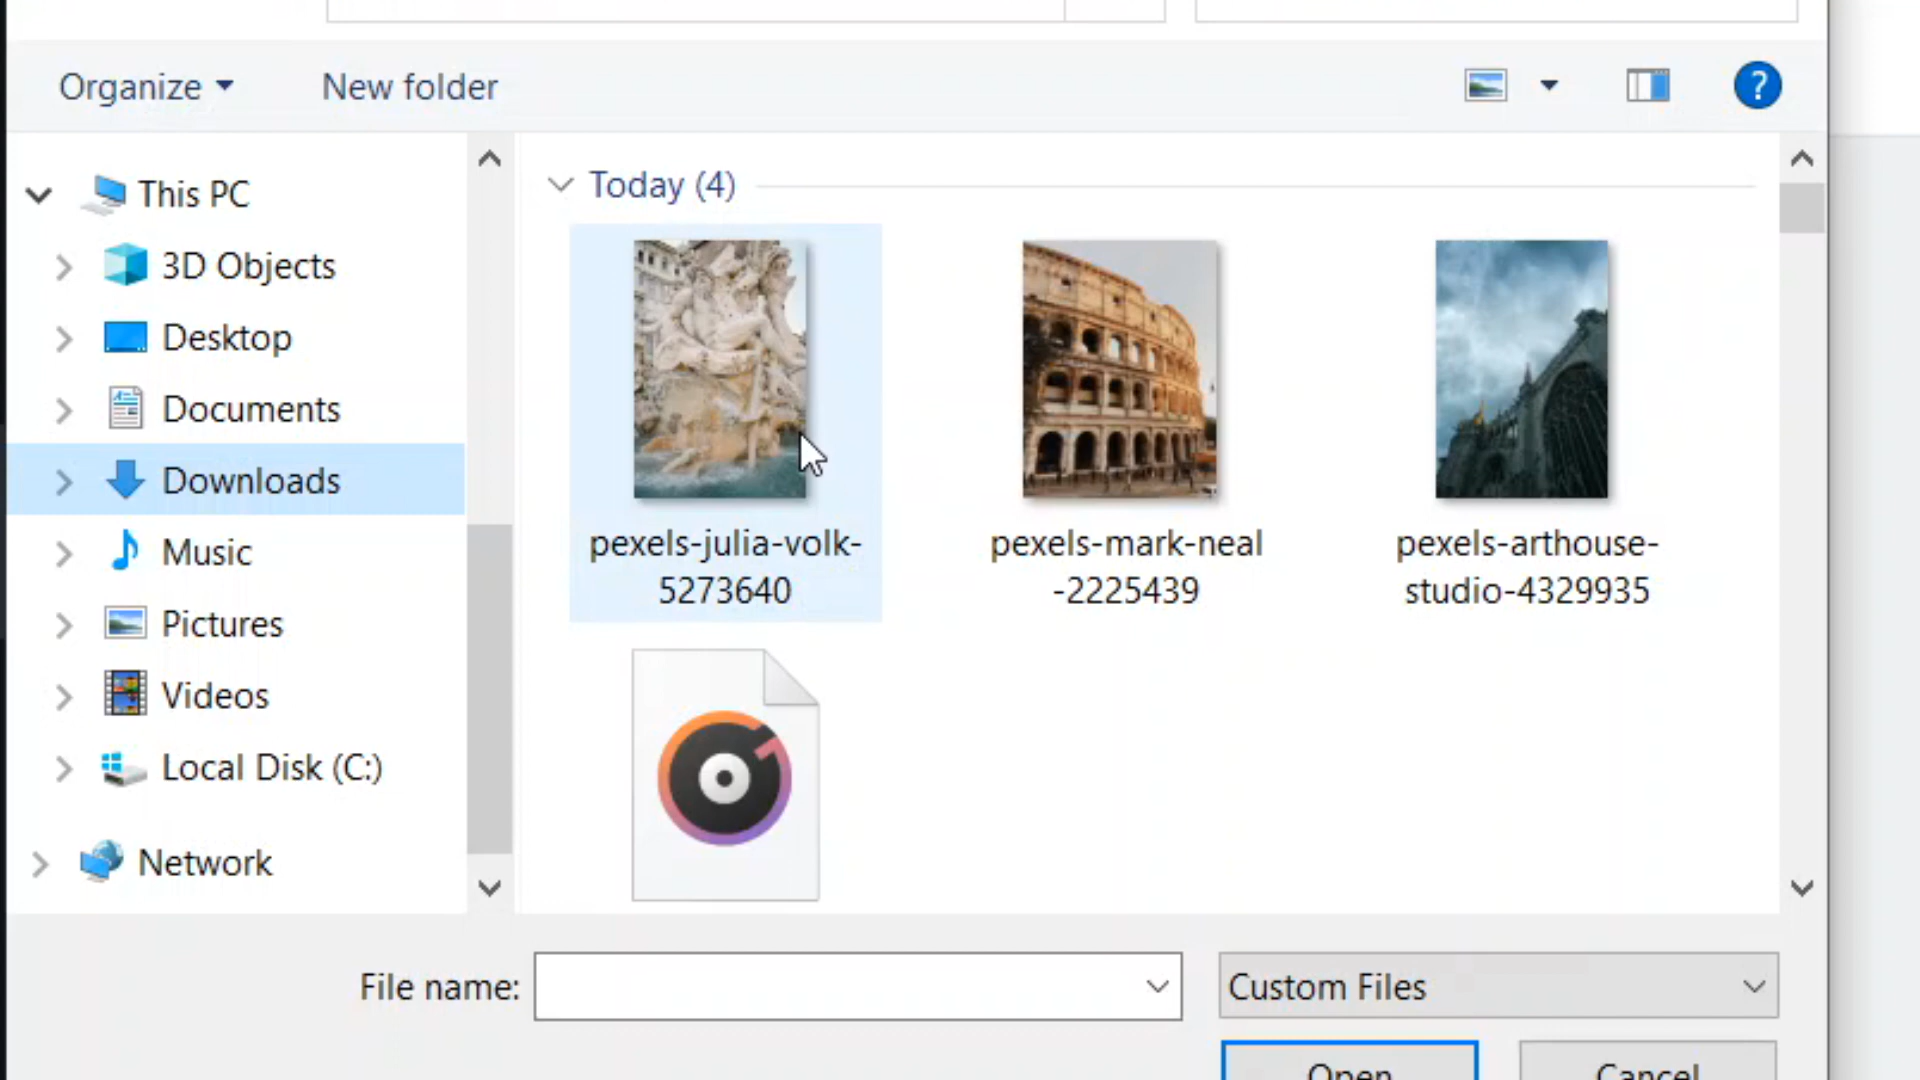 Organize
New folder
?
This PC
3D Objects
Desktop
Documents
Downloads
Music
Pictures
Videos
Local Disk (C:)
Network
Today (4)
pexels-julia-volk-
5273640
pexels-mark-neal
-2225439
pexels-arthouse-
studio-4329935
File name:
Custom Files
Open
Cancel